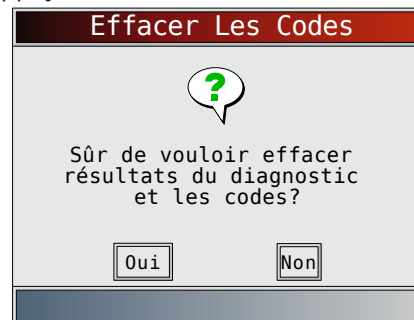 Effacer Les Codes
?
Sûr de vouloir effacer
résultats du diagnostic
et les codes?
Oui Non